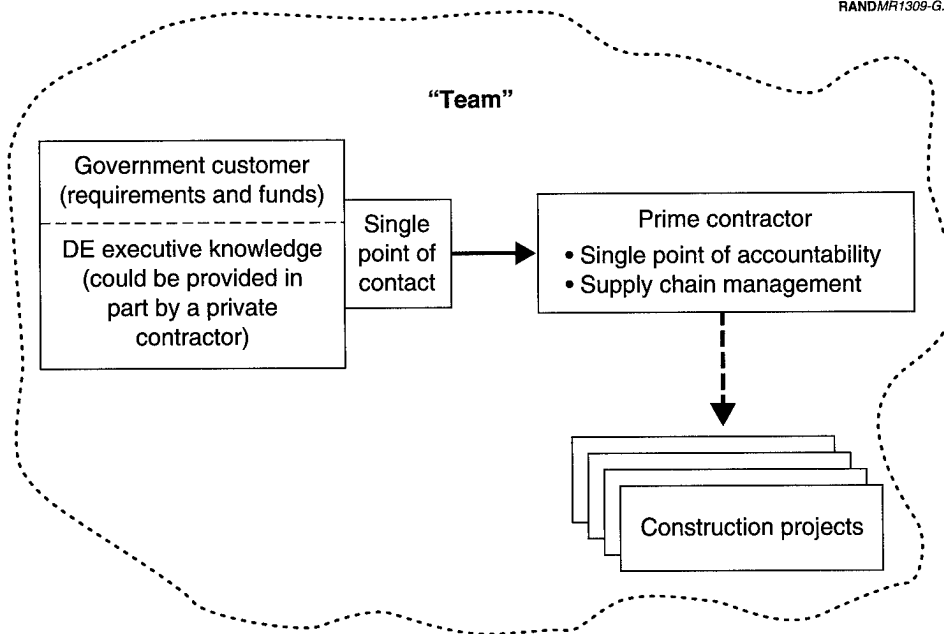 RANDMR1309-G.
“Team”
Government customer
(requirements and funds)
DE executive knowledge
(could be provided in
part by a private
contractor)
Single
point of
contact
Prime contractor
• Single point of accountability
• Supply chain management
Construction projects